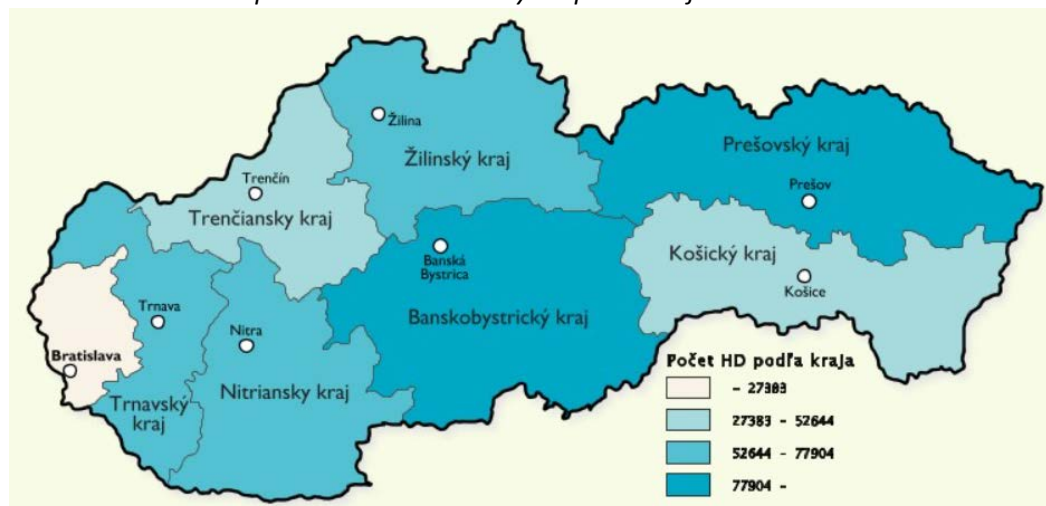 Žilina
Žilinský kraj
Prešovský kraj
Trenčín
Prešov
Trenčiansky kraj
Banská
Bystrica
Košický kraj
Košice
Trnava
Nitra
Banskobystrický kraj
Bratislava
Nitriansky kraj
Trnavský
kraj
Počet HD podľa kraja
- 27383
27383 - 52644
52644 - 77904
77904 -